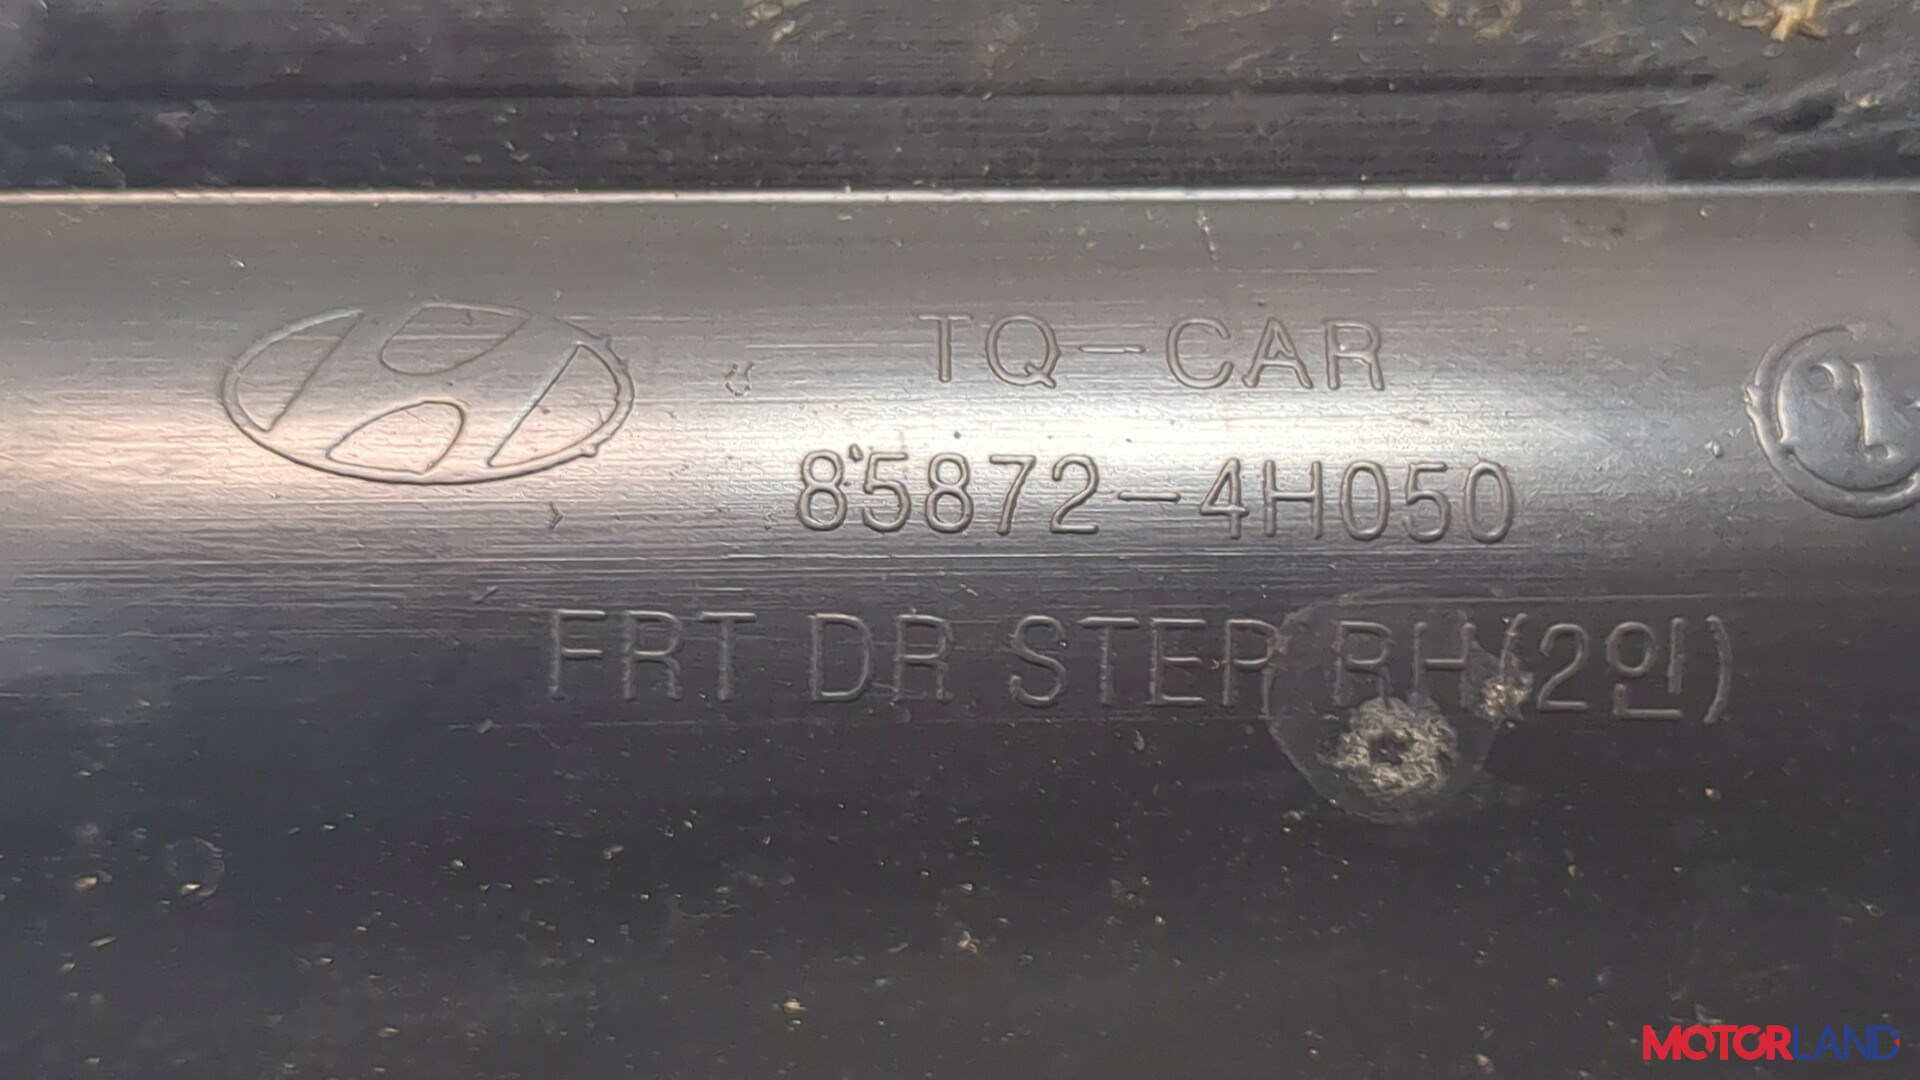 TQ-CAR
85872-4H050
FRT DR STEP RH(2인)
MOTORLAND